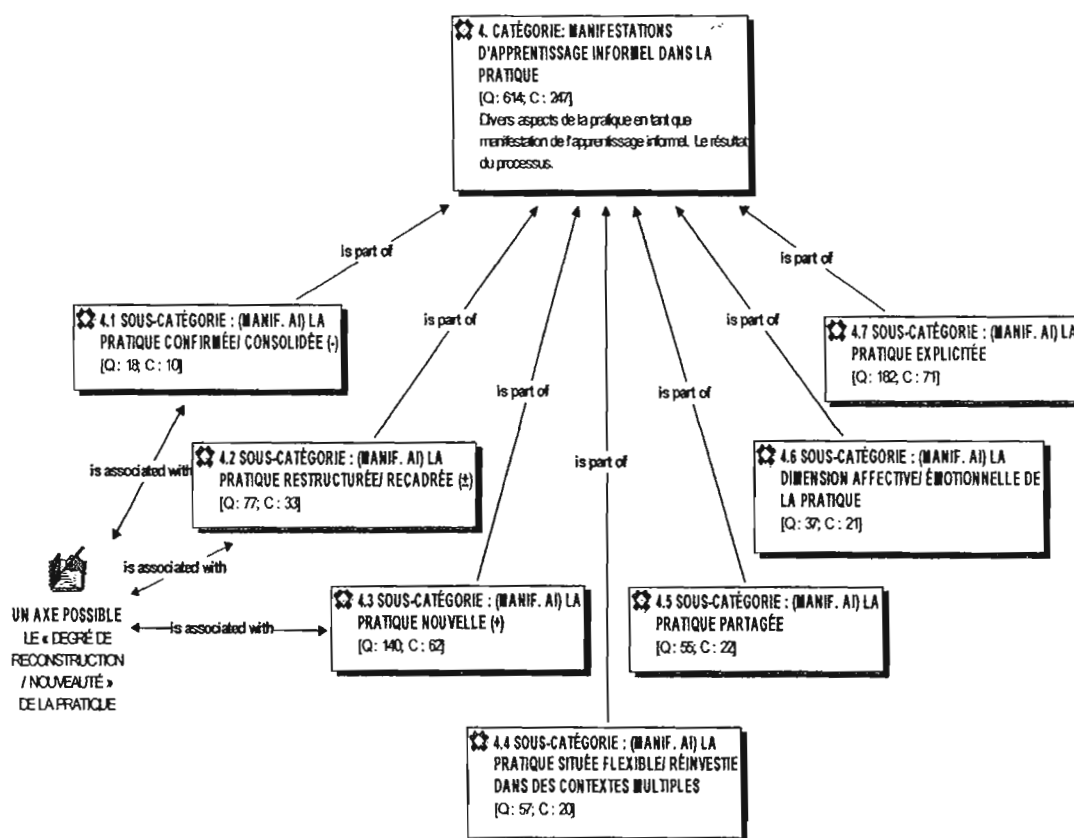 4. CATÉGORIE: MANIFESTATIONS
D'APPRENTISSAGE INFORMEL DANS LA
PRATIQUE
[Q : 614; C : 247]
Divers aspects de la pratique en tant que
manifestation de l'apprentissage informel. Le résultat
du processus.
is part of
is part of
4.1 SOUS-CATÉGORIE : (MANIF. AI) LA
PRATIQUE CONFIRMÉE/ CONSOLIDÉE (-)
[Q : 18; C : 10]
is part of
is part of
4.7 SOUS-CATÉGORIE : (MANIF. AI) LA
PRATIQUE EXPLICITÉE
[Q : 182; C : 71]
is part of
is part of
is part of
is associated with
4.2 SOUS-CATÉGORIE : (MANIF. AI) LA
PRATIQUE RESTRUCTURÉE/ RECADRÉE (±)
[Q : 77; C : 33]
4.6 SOUS-CATÉGORIE : (MANIF. AI) LA
DIMENSION AFFECTIVE/ ÉMOTIONNELLE DE
LA PRATIQUE
[Q : 37; C : 21]
is associated with
UN AXE POSSIBLE
LE « DEGRÉ DE
RECONSTRUCTION
/ NOUVEAUTÉ »
DE LA PRATIQUE
is associated with
4.3 SOUS-CATÉGORIE : (MANIF. AI) LA
PRATIQUE NOUVELLE (+)
[Q : 140; C : 62]
4.5 SOUS-CATÉGORIE : (MANIF. AI) LA
PRATIQUE PARTAGÉE
[Q : 55; C : 22]
4.4 SOUS-CATÉGORIE : (MANIF. AI) LA
PRATIQUE SITUÉE FLEXIBLE/ RÉINVESTIE
DANS DES CONTEXTES MULTIPLES
[Q : 57; C : 20]